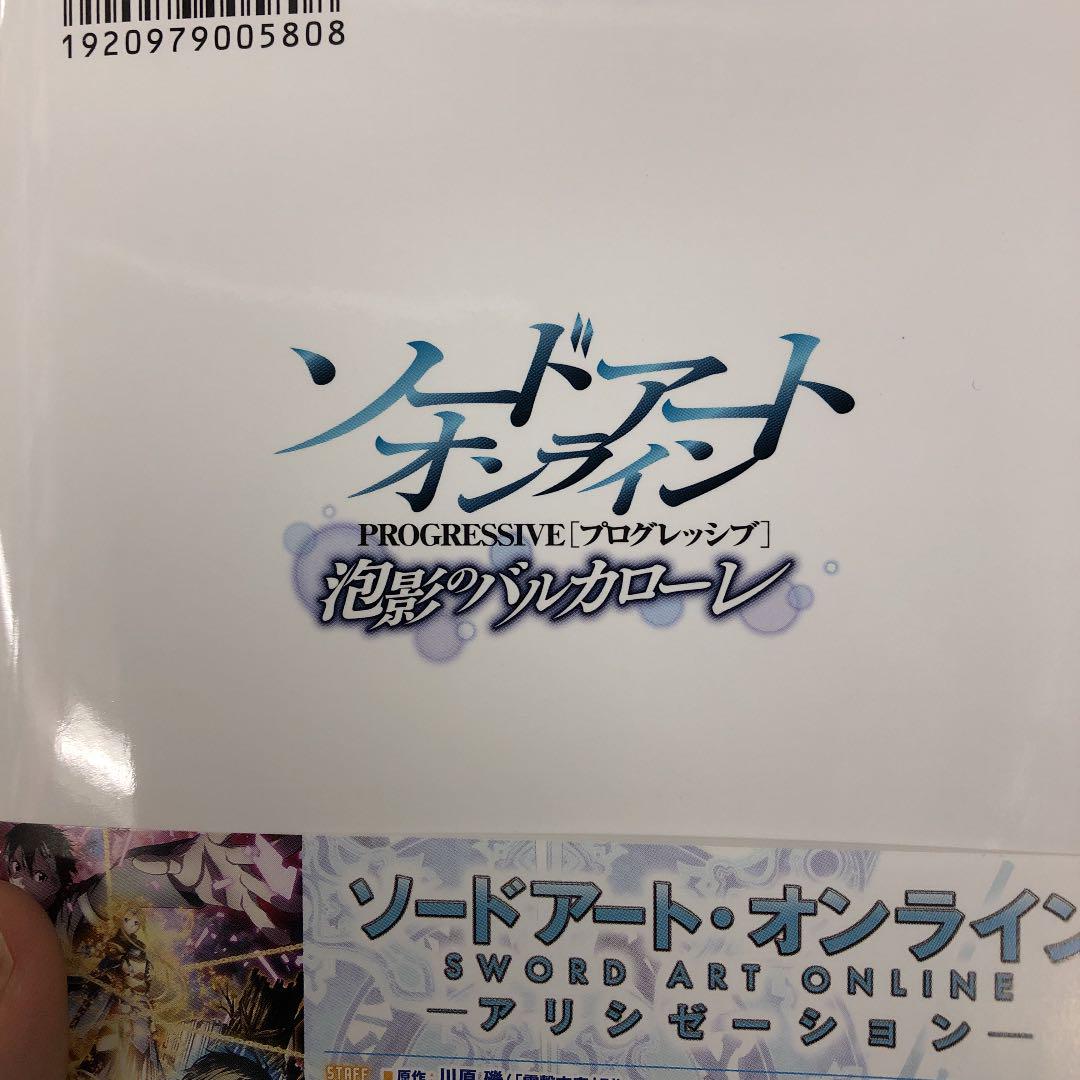 1920979005808
ソードアート
オンライン
PROGRESSIVE[プログレッシブ]
泡影のバルカローレ
ソードアート・オンライン
SWORD ART ONLINE
―アリシゼーション―
STAFF ■原作：川原 礫